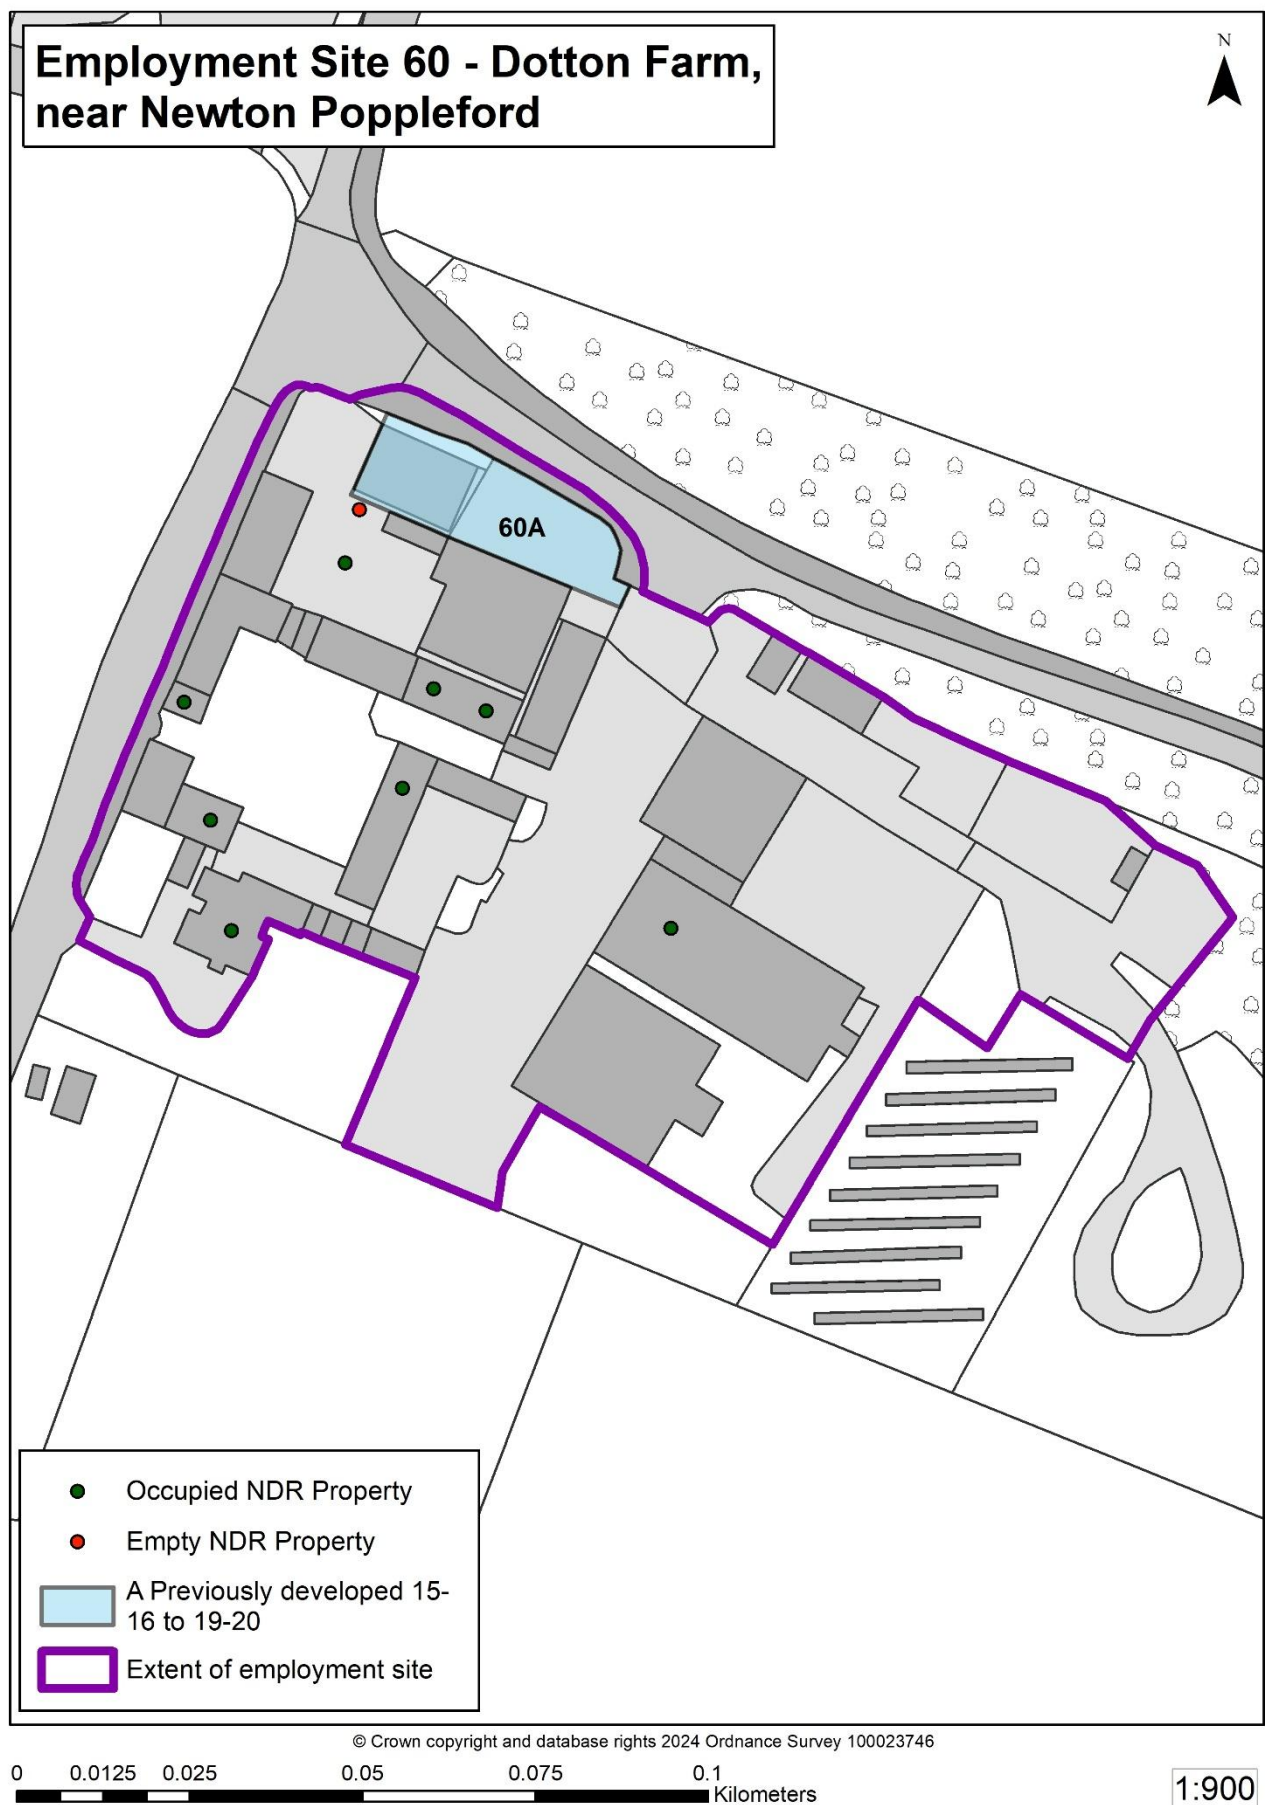 Employment Site 60 - Dotton Farm,
near Newton Poppleford
N
60A
Occupied NDR Property
Empty NDR Property
A Previously developed 15-
16 to 19-20
Extent of employment site
© Crown copyright and database rights 2024 Ordnance Survey 100023746
0 0.0125 0.025 0.05 0.075 0.1
Kilometers
1:900